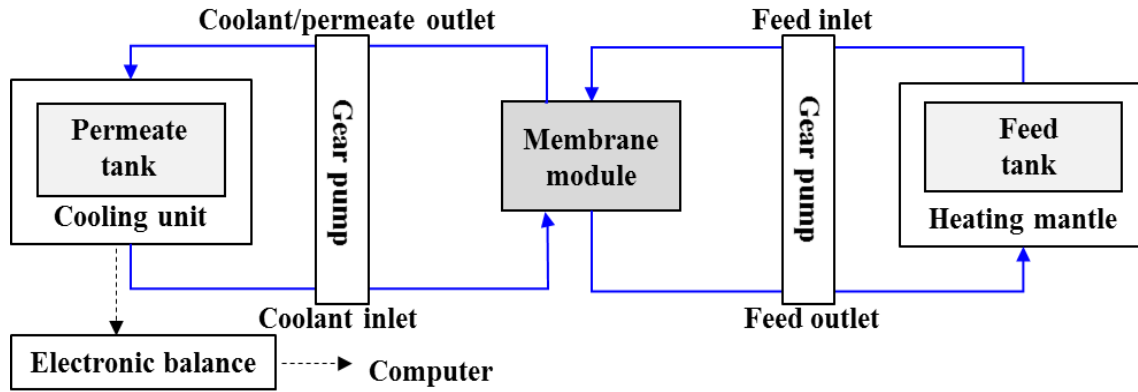 Coolant/permeate outlet
Feed inlet
Permeate
tank
Cooling unit
Gear pump
Membrane
module
Gear pump
Feed
tank
Heating mantle
Coolant inlet
Feed outlet
Electronic balance
Computer